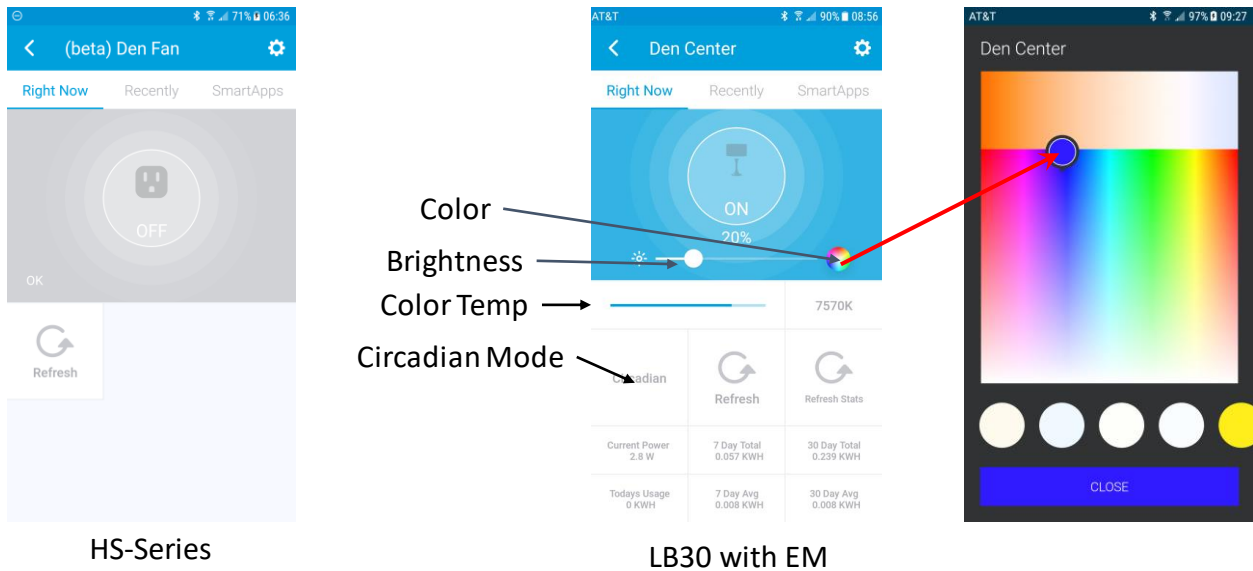 71% 06:36
(beta) Den Fan
Right Now Recently SmartApps
OFF
OK
Refresh
HS-Series
Color
Brightness
Color Temp
Circadian Mode
AT&T 90% 08:56
Den Center
Right Now Recently SmartApps
ON
20%
7570K
Circadian
Refresh
Refresh Stats
Current Power 7 Day Total 30 Day Total
2.8 W 0.057 KWH 0.239 KWH
Todays Usage 7 Day Avg 30 Day Avg
0 KWH 0.008 KWH 0.008 KWH
LB30 with EM
AT&T 97% 09:27
Den Center
CLOSE